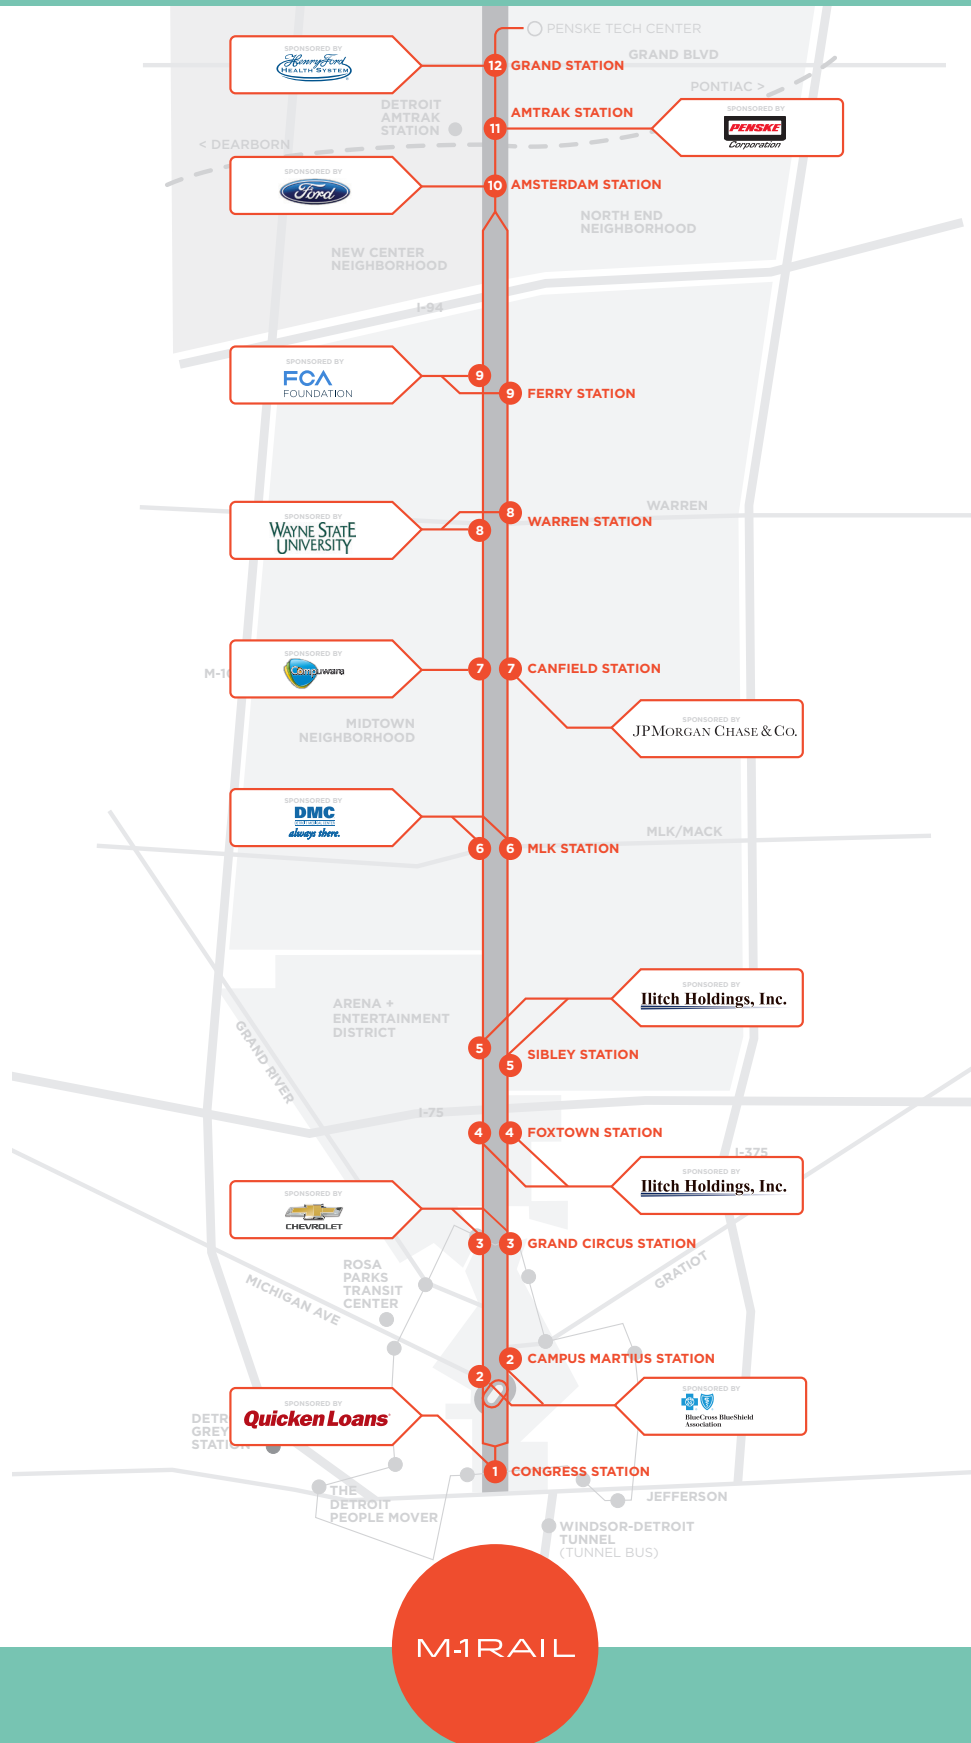 PENSKE TECH CENTER
GRAND BLVD
SPONSORED BY
Henry Ford
HEALTH SYSTEM
12 GRAND STATION
PONTIAC >
DETROIT
AMTRAK
STATION
AMTRAK STATION
11
SPONSORED BY
PENSKE
Corporation
< DEARBORN
SPONSORED BY
Ford
10 AMSTERDAM STATION
NORTH END
NEIGHBORHOOD
NEW CENTER
NEIGHBORHOOD
I-94
SPONSORED BY
FCA
FOUNDATION
9
9 FERRY STATION
WARREN
SPONSORED BY
WAYNE STATE
UNIVERSITY
8
8
WARREN STATION
SPONSORED BY
Compuware
7
7 CANFIELD STATION
M-10
SPONSORED BY
JPMORGAN CHASE & CO.
MIDTOWN
NEIGHBORHOOD
SPONSORED BY
DMC
always there.
MLK/MACK
6
6 MLK STATION
SPONSORED BY
Ilitch Holdings, Inc.
ARENA +
ENTERTAINMENT
DISTRICT
GRAND RIVER
5
5
SIBLEY STATION
I-75
4
4 FOXTOWN STATION
I-375
SPONSORED BY
Ilitch Holdings, Inc.
SPONSORED BY
CHEVROLET
3
3 GRAND CIRCUS STATION
ROSA
PARKS
TRANSIT
CENTER
MICHIGAN AVE
GRATIOT
2 CAMPUS MARTIUS STATION
2
SPONSORED BY
BlueCross BlueShield
Association
SPONSORED BY
Quicken Loans
DETR
GREY
STATION
1 CONGRESS STATION
THE
DETROIT
PEOPLE MOVER
JEFFERSON
WINDSOR-DETROIT
TUNNEL
(TUNNEL BUS)
M-1RAIL